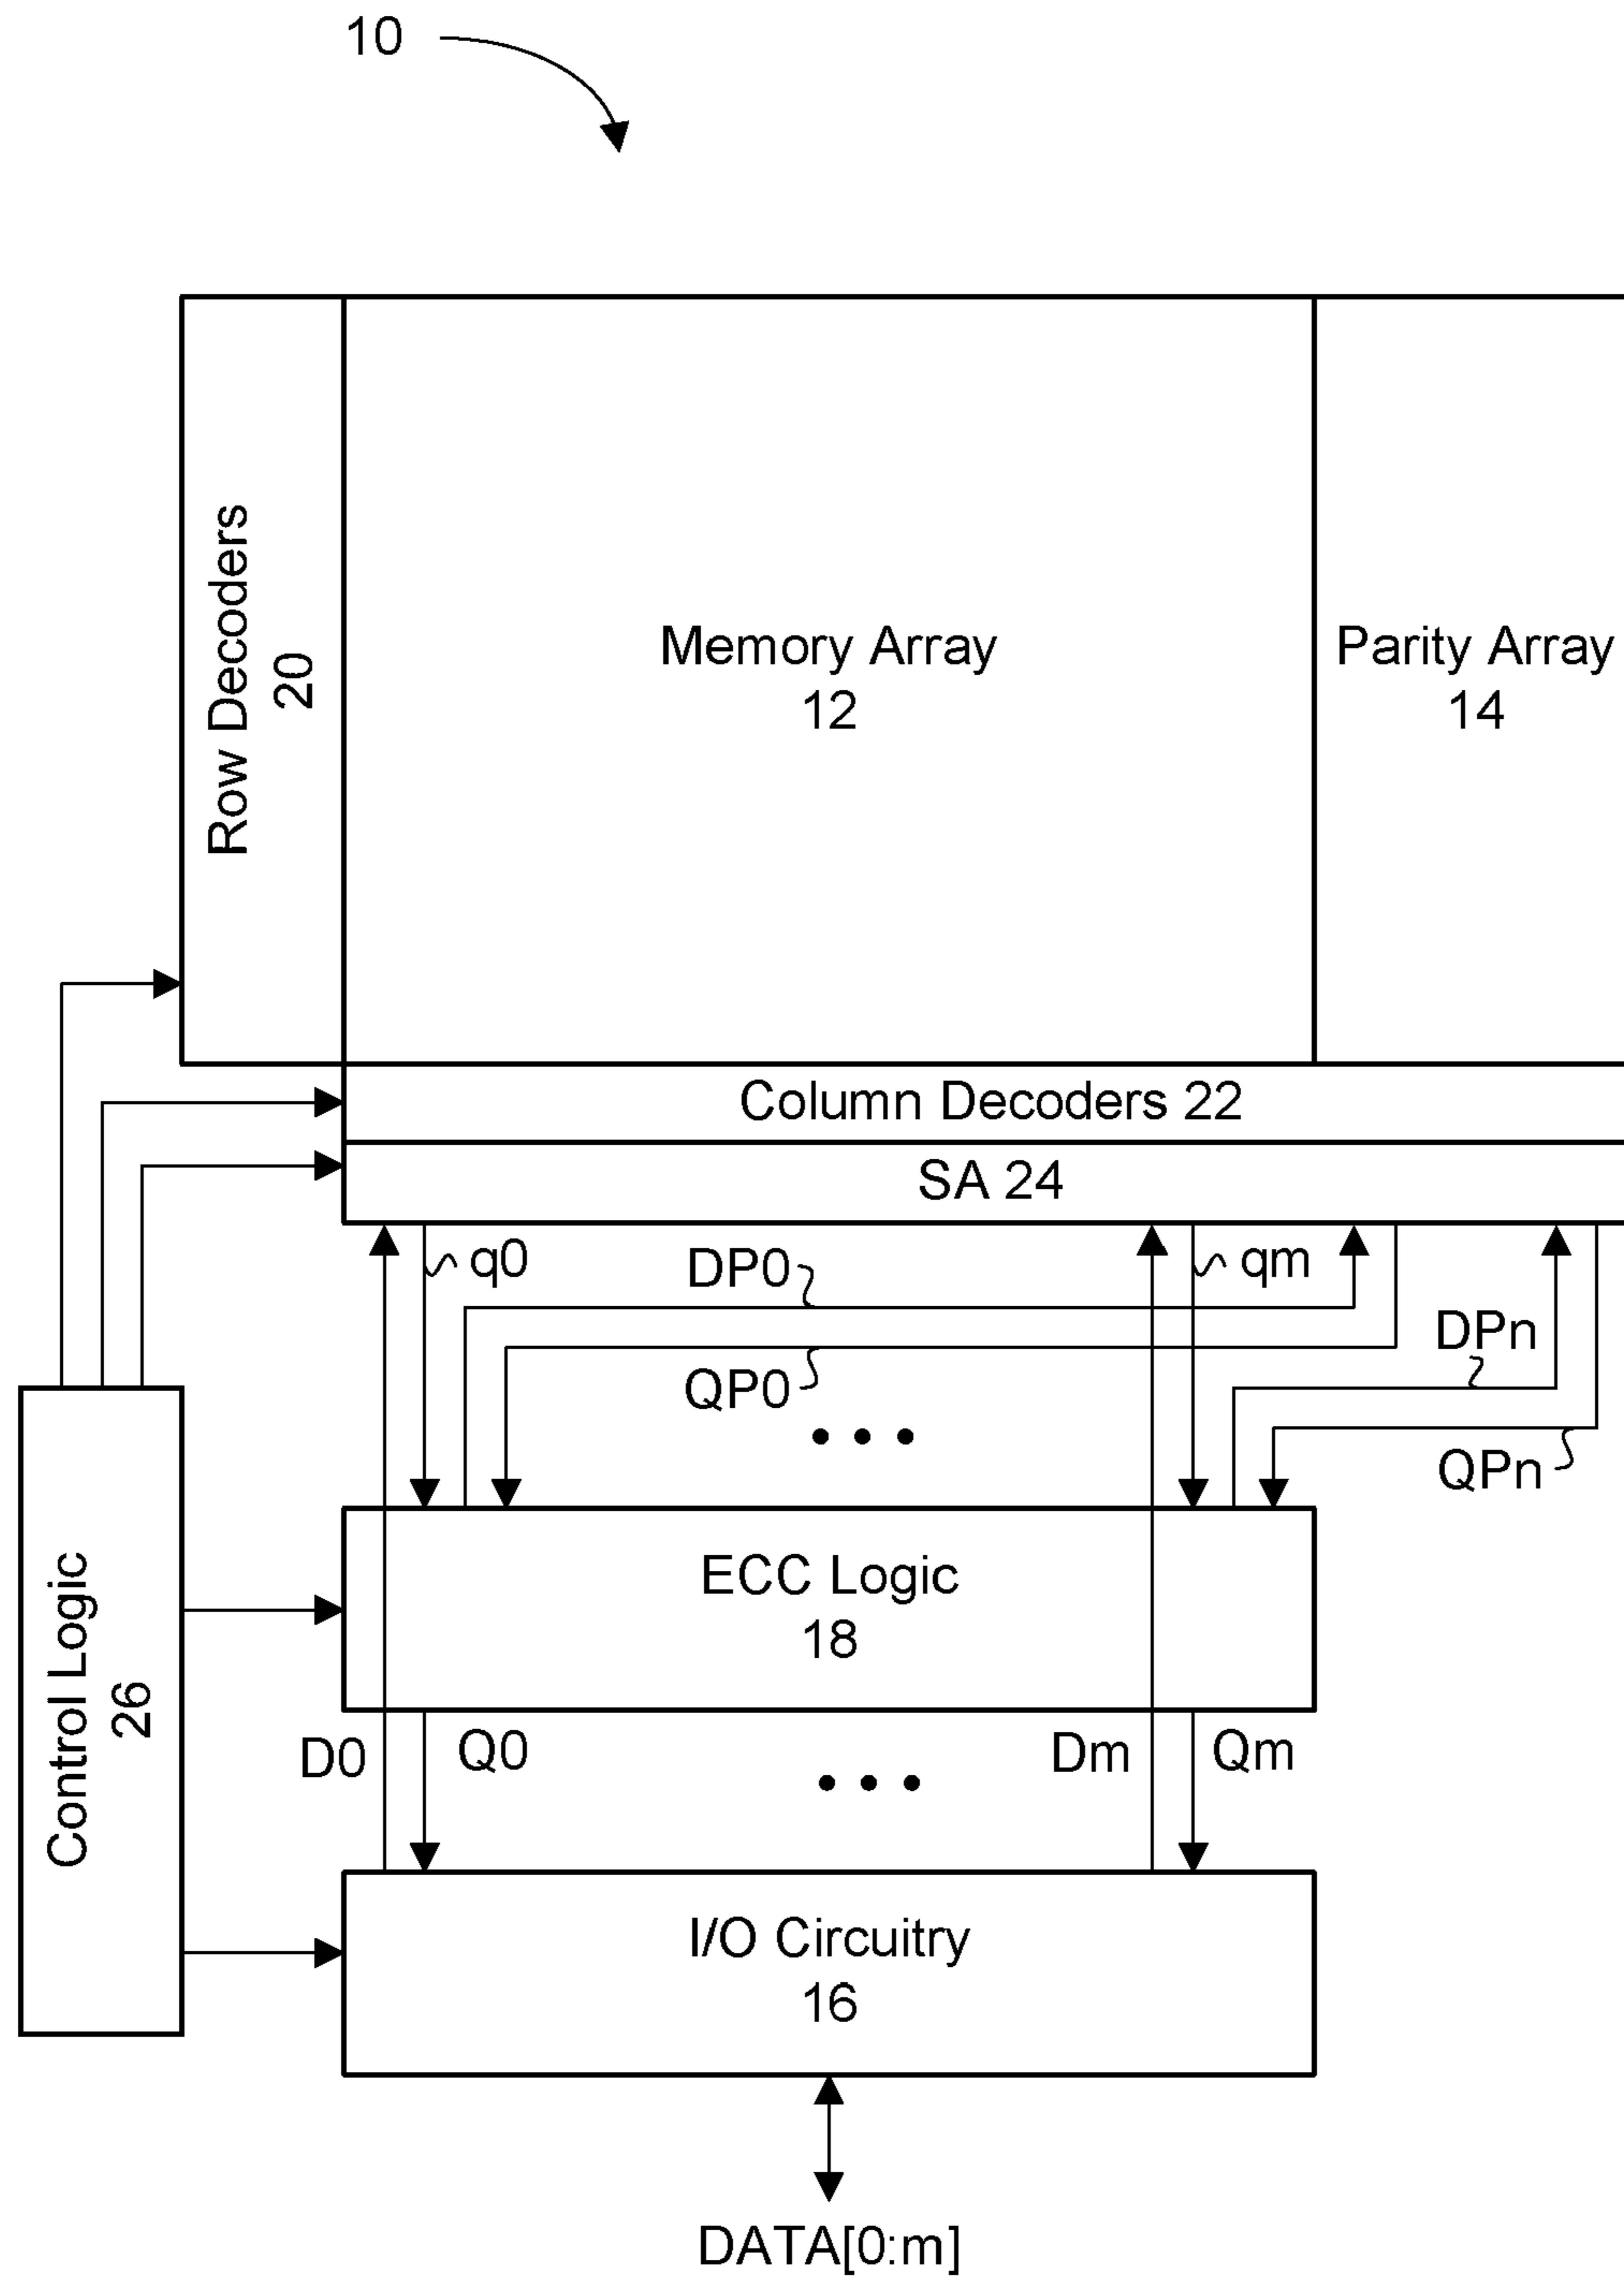 10
Row Decoders
20
Memory Array
12
Parity Array
14
Column Decoders 22
SA 24
q0
DP0
qm
DPn
QP0
QPn
Control Logic
26
ECC Logic
18
D0
Q0
Dm
Qm
I/O Circuitry
16
DATA[0:m]